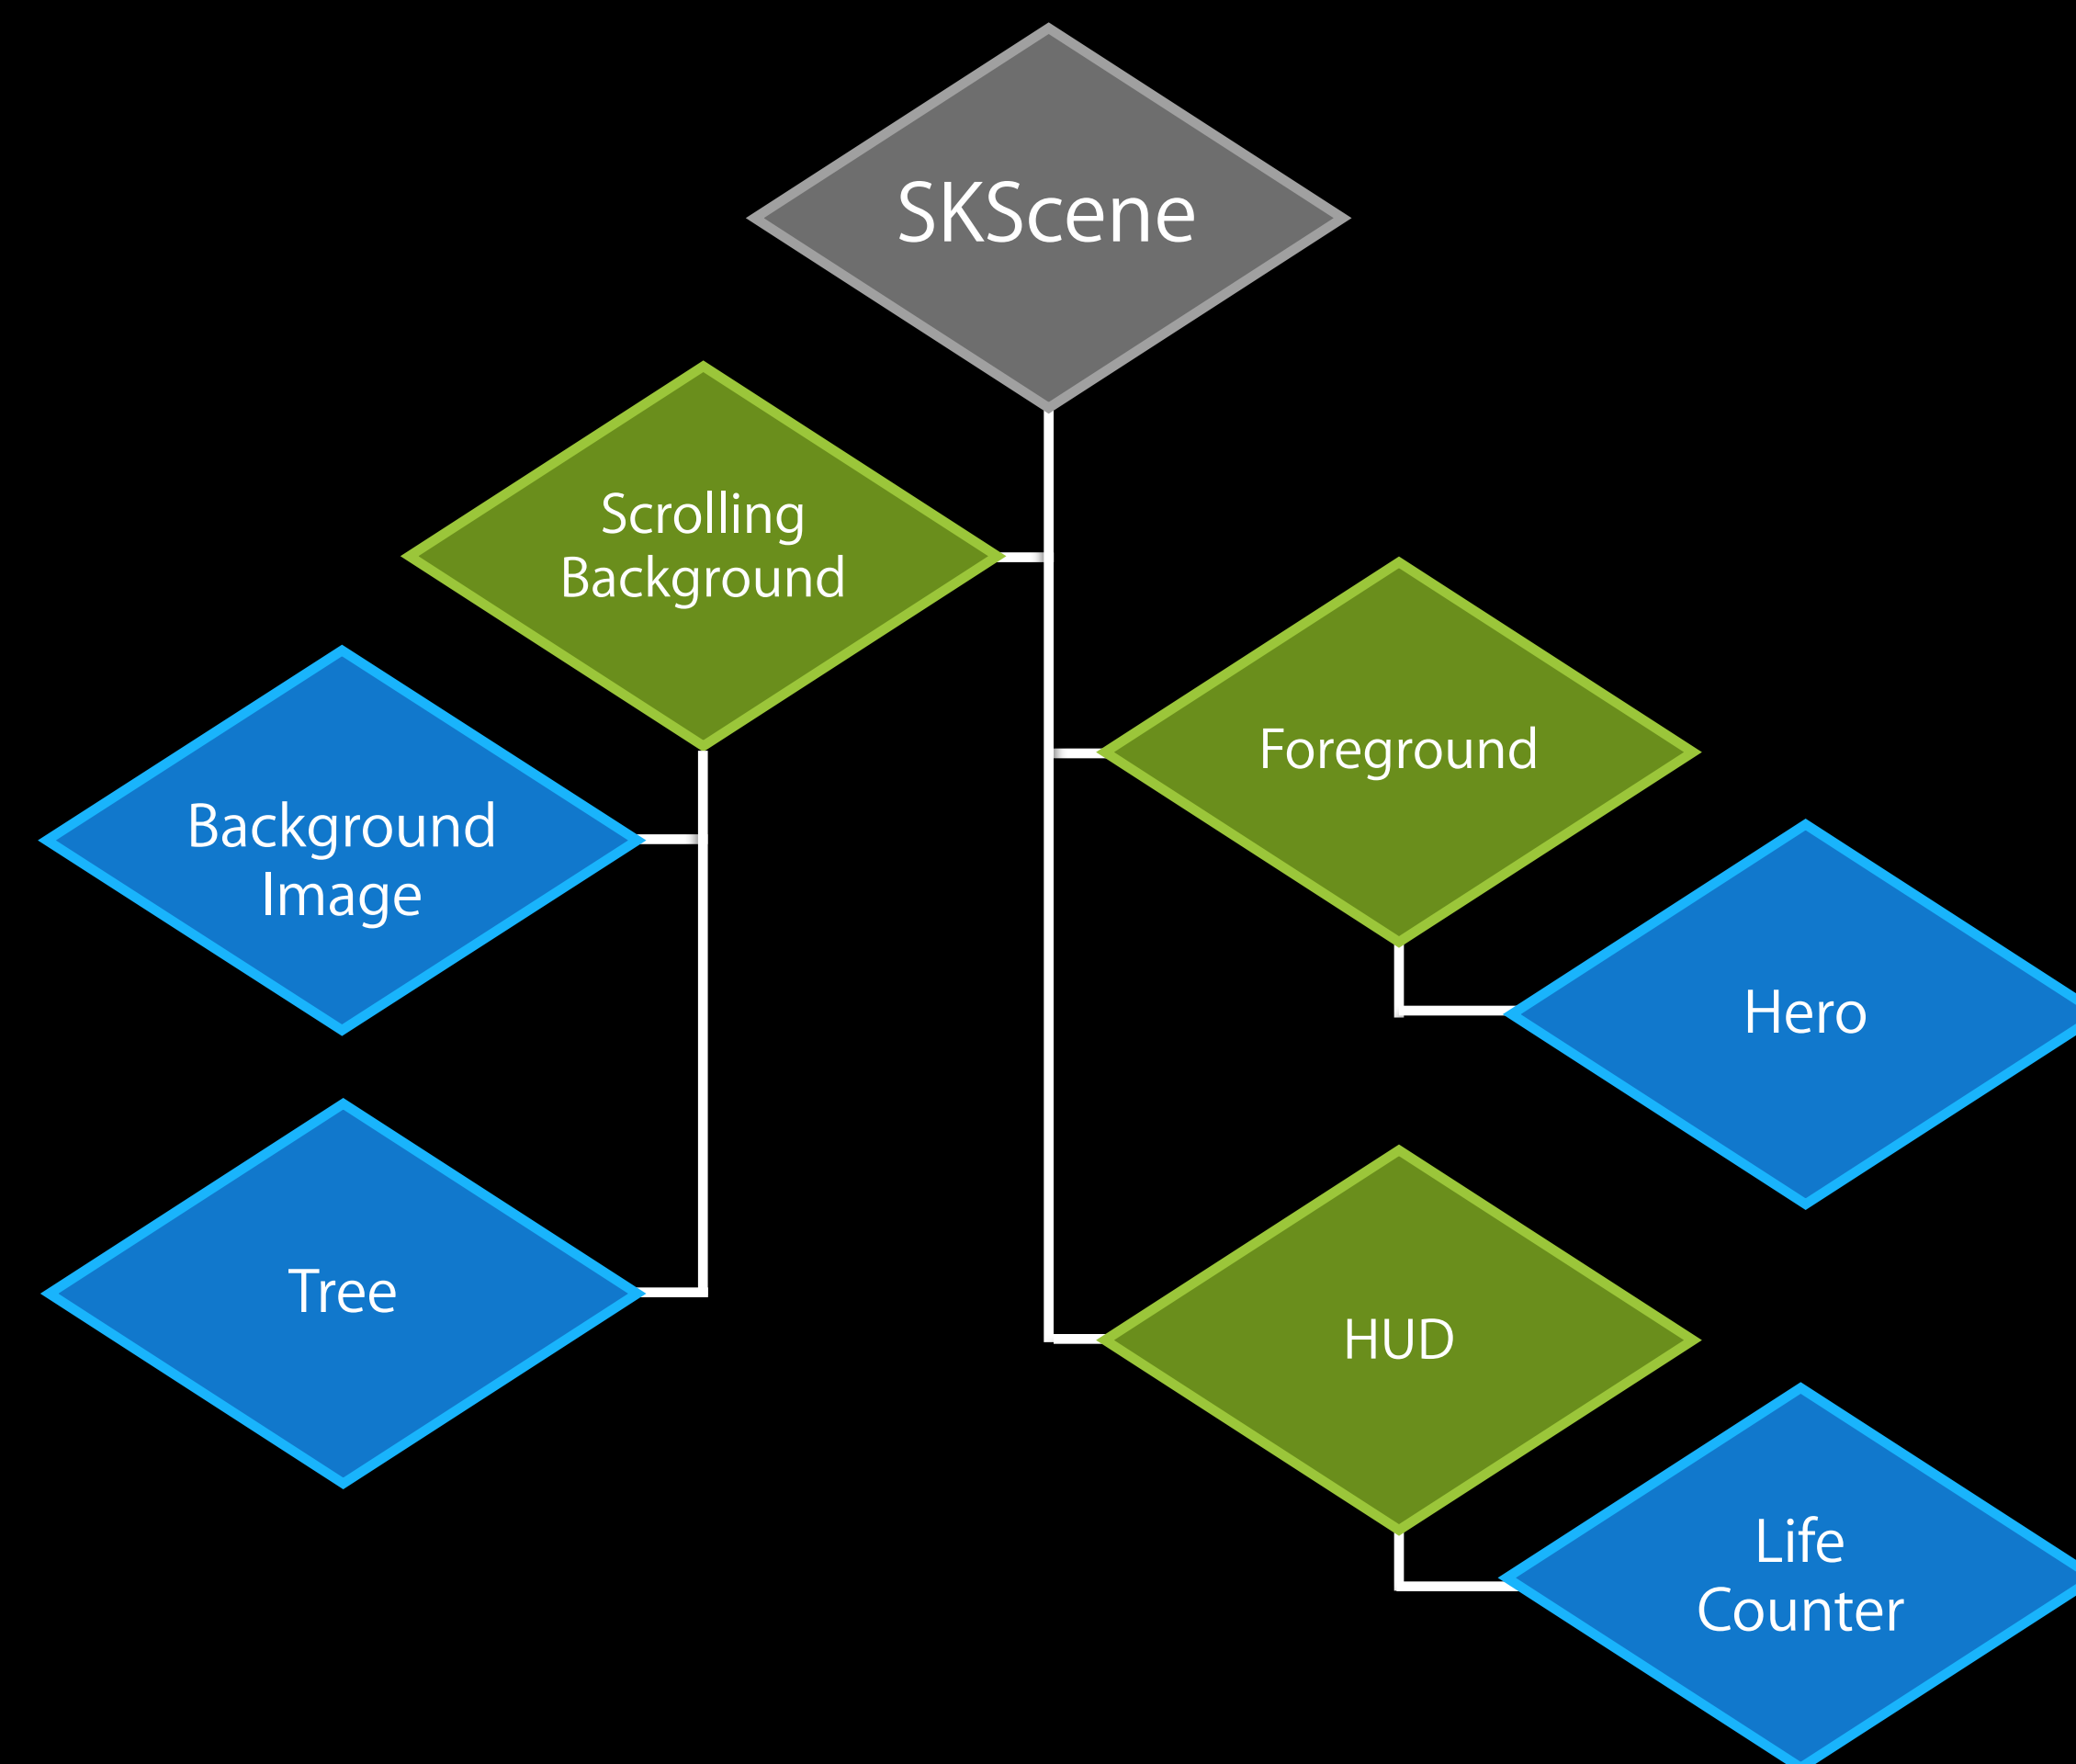 SKScene
Scrolling
Background
Foreground
Background
Image
Hero
Tree
HUD
Life
Counter